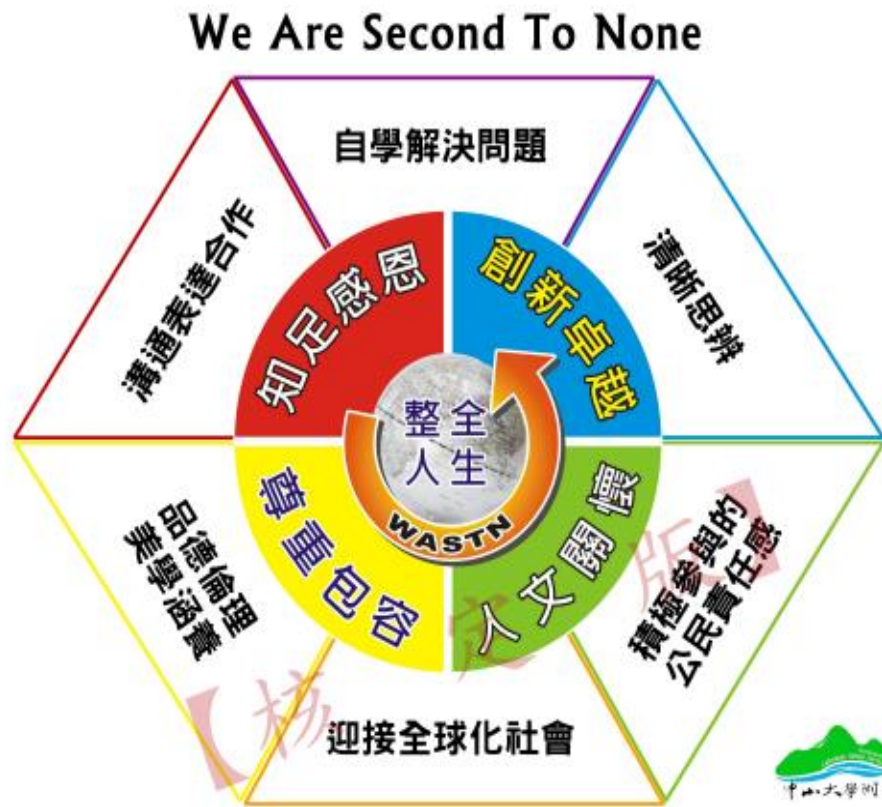 We Are Second To None
自學解決問題
溝通表達合作
清晰思辨
知足感恩
創新卓越
整全
人生
WASTN
尊重包容
人文關懷
品德倫理
美學涵養
積極參與的
公民責任感
迎接全球化社會
【核定版】